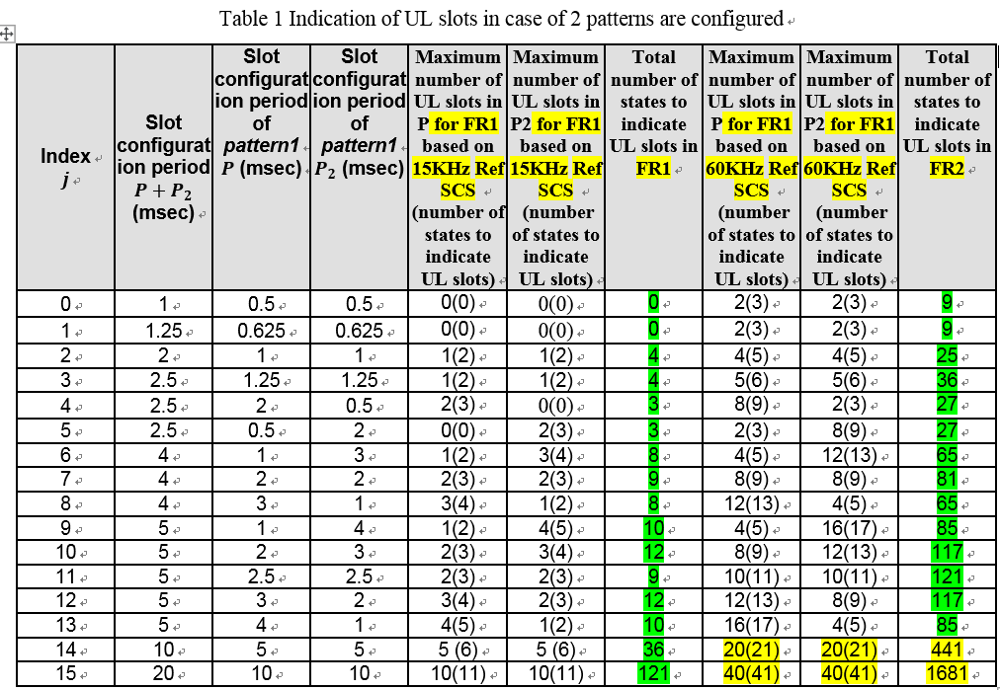 Table 1 Indication of UL slots in case of 2 patterns are configured
Index j | Slot configuration period P + P2 (msec) | Slot configuration period of pattern1 P (msec) | Slot configuration period of pattern1 P2 (msec) | Maximum number of UL slots in P for FR1 based on 15KHz Ref SCS (number of states to indicate UL slots) | Maximum number of UL slots in P2 for FR1 based on 15KHz Ref SCS (number of states to indicate UL slots) | Total number of states to indicate UL slots in FR1 | Maximum number of UL slots in P for FR1 based on 60KHz Ref SCS (number of states to indicate UL slots) | Maximum number of UL slots in P2 for FR1 based on 60KHz Ref SCS (number of states to indicate UL slots) | Total number of states to indicate UL slots in FR2
0 | 1 | 0.5 | 0.5 | 0(0) | 0(0) | 0 | 2(3) | 2(3) | 9
1 | 1.25 | 0.625 | 0.625 | 0(0) | 0(0) | 0 | 2(3) | 2(3) | 9
2 | 2 | 1 | 1 | 1(2) | 1(2) | 4 | 4(5) | 4(5) | 25
3 | 2.5 | 1.25 | 1.25 | 1(2) | 1(2) | 4 | 5(6) | 5(6) | 36
4 | 2.5 | 2 | 0.5 | 2(3) | 0(0) | 3 | 8(9) | 2(3) | 27
5 | 2.5 | 0.5 | 2 | 0(0) | 2(3) | 3 | 2(3) | 8(9) | 27
6 | 4 | 1 | 3 | 1(2) | 3(4) | 8 | 4(5) | 12(13) | 65
7 | 4 | 2 | 2 | 2(3) | 2(3) | 9 | 8(9) | 8(9) | 81
8 | 4 | 3 | 1 | 3(4) | 1(2) | 8 | 12(13) | 4(5) | 65
9 | 5 | 1 | 4 | 1(2) | 4(5) | 10 | 4(5) | 16(17) | 85
10 | 5 | 2 | 3 | 2(3) | 3(4) | 12 | 8(9) | 12(13) | 117
11 | 5 | 2.5 | 2.5 | 2(3) | 2(3) | 9 | 10(11) | 10(11) | 121
12 | 5 | 3 | 2 | 3(4) | 2(3) | 12 | 12(13) | 8(9) | 117
13 | 5 | 4 | 1 | 4(5) | 1(2) | 10 | 16(17) | 4(5) | 85
14 | 10 | 5 | 5 | 5 (6) | 5 (6) | 36 | 20(21) | 20(21) | 441
15 | 20 | 10 | 10 | 10(11) | 10(11) | 121 | 40(41) | 40(41) | 1681